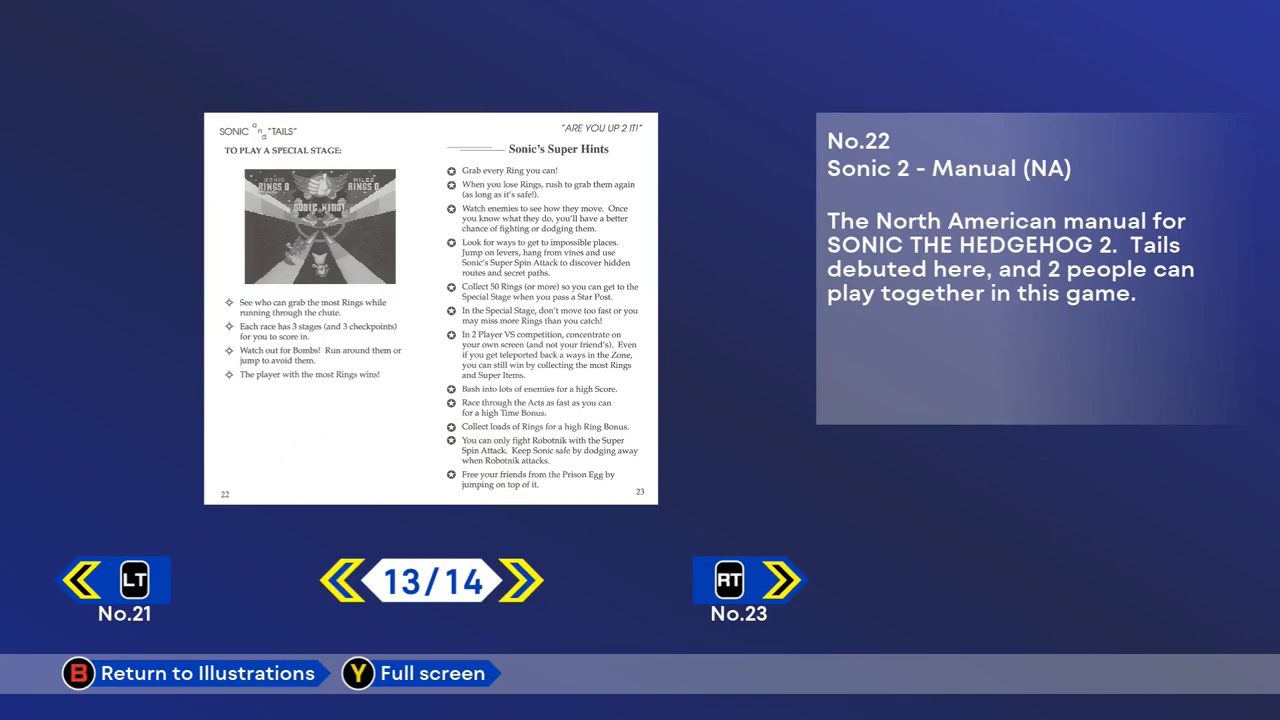 SONIC and "TAILS"
TO PLAY A SPECIAL STAGE:
SONIC
RINGS 0
MILES
RINGS 0
SONIC WINS!
See who can grab the most Rings while
running through the chute.
Each race has 3 stages (and 3 checkpoints)
for you to score in.
Watch out for Bombs! Run around them or
jump to avoid them.
The player with the most Rings wins!
22
"ARE YOU UP 2 IT!"
Sonic's Super Hints
Grab every Ring you can!
When you lose Rings, rush to grab them again
(as long as it's safe!).
Watch enemies to see how they move. Once
you know what they do, you'll have a better
chance of fighting or dodging them.
Look for ways to get to impossible places.
Jump on levers, hang from vines and use
Sonic's Super Spin Attack to discover hidden
routes and secret paths.
Collect 50 Rings (or more) so you can get to the
Special Stage when you pass a Star Post.
In the Special Stage, don't move too fast or you
may miss more Rings than you catch!
In 2 Player VS competition, concentrate on
your own screen (and not your friend's). Even
if you get teleported back a ways in the Zone,
you can still win by collecting the most Rings
and Super Items.
Bash into lots of enemies for a high Score.
Race through the Acts as fast as you can
for a high Time Bonus.
Collect loads of Rings for a high Ring Bonus.
You can only fight Robotnik with the Super
Spin Attack. Keep Sonic safe by dodging away
when Robotnik attacks.
Free your friends from the Prison Egg by
jumping on top of it.
23
No.22
Sonic 2 - Manual (NA)
The North American manual for
SONIC THE HEDGEHOG 2. Tails
debuted here, and 2 people can
play together in this game.
LT
No.21
13/14
RT
No.23
B Return to Illustrations
Y Full screen